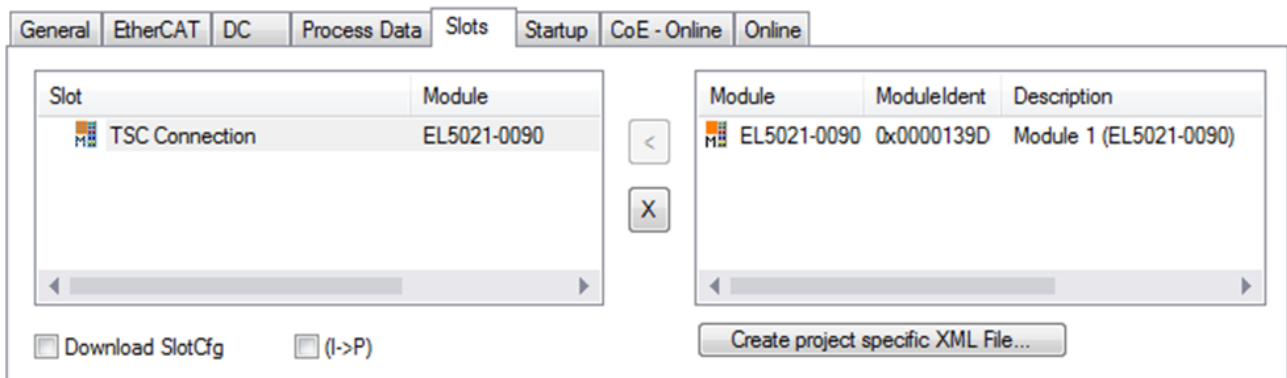 General EtherCAT DC Process Data Slots Startup CoE - Online Online
Slot Module
M TSC Connection EL5021-0090
<
X
Module ModuleIdent Description
M EL5021-0090 0x0000139D Module 1 (EL5021-0090)
Download SlotCfg (I->P)
Create project specific XML File...